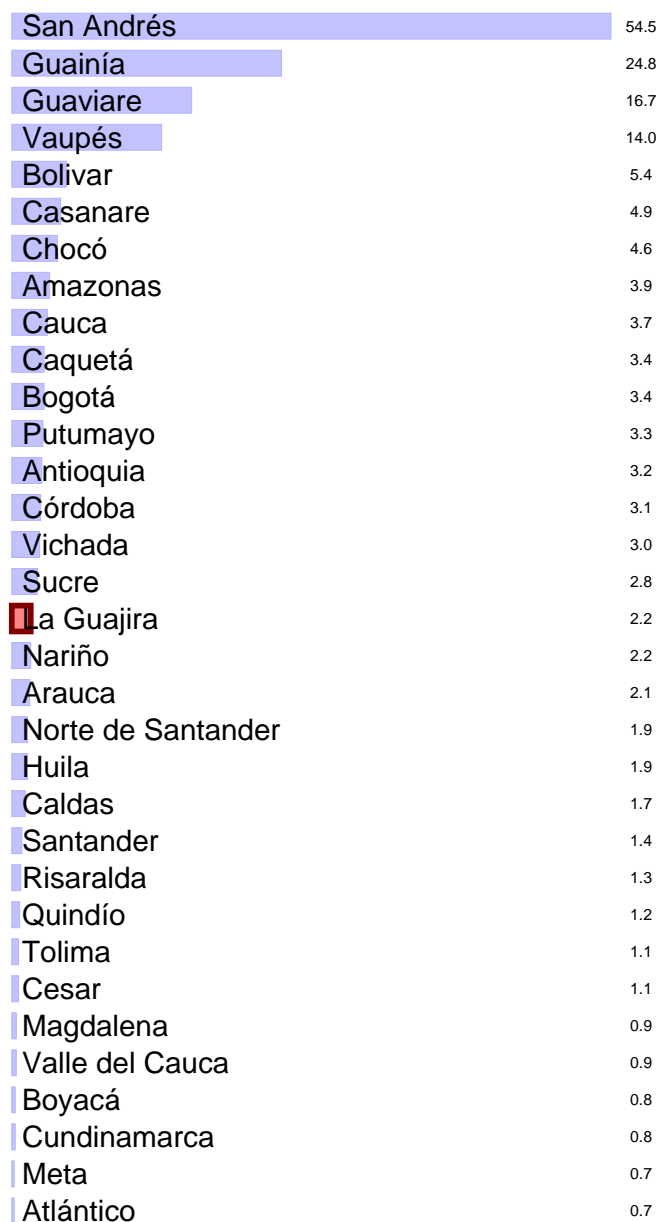 San Andrés 54.5
Guainía 24.8
Guaviare 16.7
Vaupés 14.0
Bolivar 5.4
Casanare 4.9
Chocó 4.6
Amazonas 3.9
Cauca 3.7
Caquetá 3.4
Bogotá 3.4
Putumayo 3.3
Antioquia 3.2
Córdoba 3.1
Vichada 3.0
Sucre 2.8
La Guajira 2.2
Nariño 2.2
Arauca 2.1
Norte de Santander 1.9
Huila 1.9
Caldas 1.7
Santander 1.4
Risaralda 1.3
Quindío 1.2
Tolima 1.1
Cesar 1.1
Magdalena 0.9
Valle del Cauca 0.9
Boyacá 0.8
Cundinamarca 0.8
Meta 0.7
Atlántico 0.7